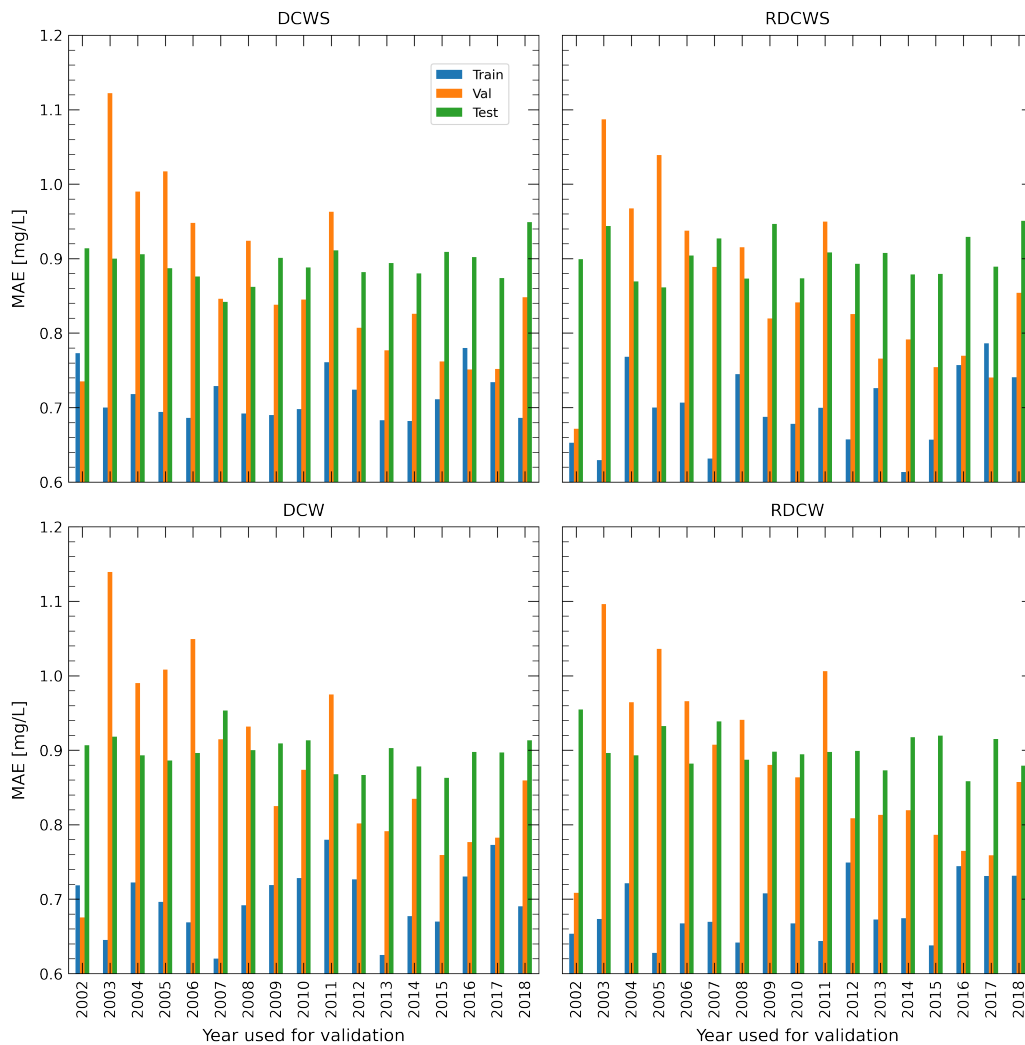 DCWS
RDCWS
1.2
1.1
1.0
0.9
0.8
0.7
0.6
MAE [mg/L]
Train
Val
Test
DCW
RDCW
1.2
1.1
1.0
0.9
0.8
0.7
0.6
MAE [mg/L]
2002 2003 2004 2005 2006 2007 2008 2009 2010 2011 2012 2013 2014 2015 2016 2017 2018
2002 2003 2004 2005 2006 2007 2008 2009 2010 2011 2012 2013 2014 2015 2016 2017 2018
Year used for validation
Year used for validation